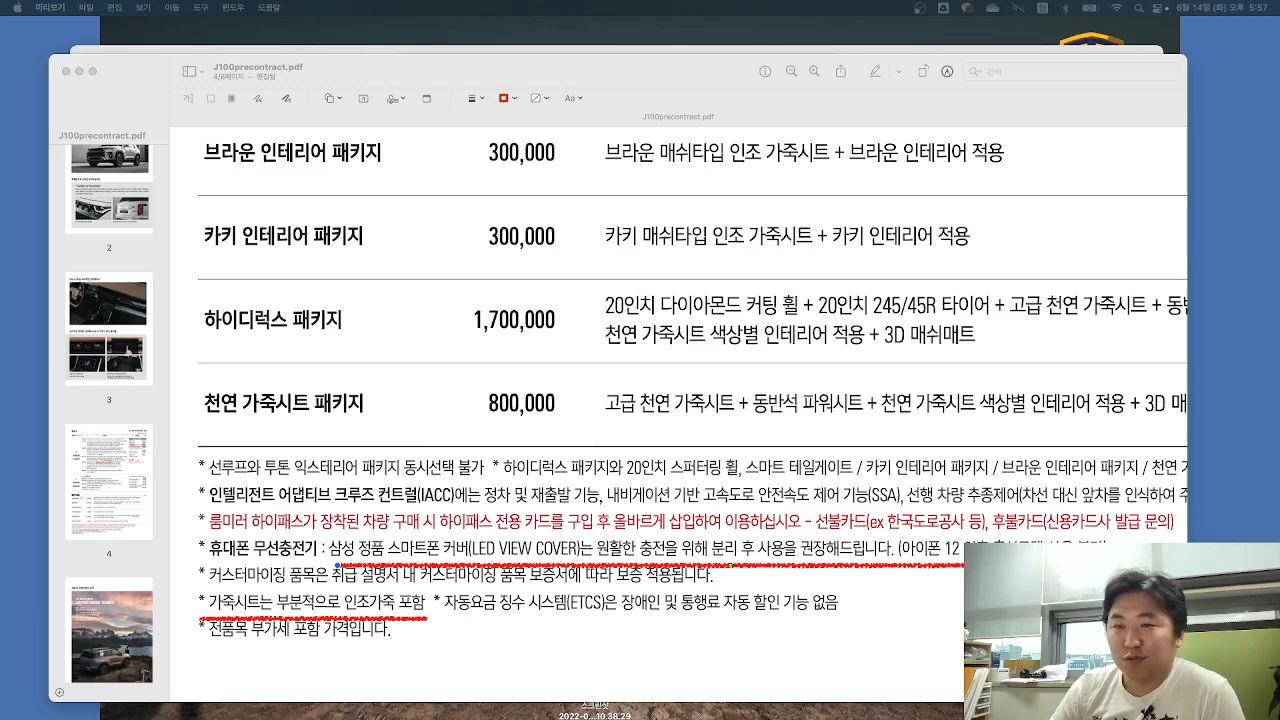 미리보기 파일 편집 보기 이동 도구 윈도우 도움말
6월 14일 (화) 오후 5:57
J100precontract.pdf
4/6페이지 — 편집됨
검색
Aa
J100precontract.pdf
J100precontract.pdf
2
3
4
브라운 인테리어 패키지 300,000 브라운 매쉬타입 인조 가죽시트 + 브라운 인테리어 적용
카키 인테리어 패키지 300,000 카키 매쉬타입 인조 가죽시트 + 카키 인테리어 적용
하이디럭스 패키지 1,700,000 20인치 다이아몬드 커팅 휠 + 20인치 245/45R 타이어 + 고급 천연 가죽시트 +
천연 가죽시트 색상별 인테리어 적용 + 3D 매쉬매트
천연 가죽시트 패키지 800,000 고급 천연 가죽시트 + 동반석 파워시트 + 천연 가죽시트 색상별 인테리어 적용 + 3D
* 선루프와 투톤 익스테리어 패키지 동시선택 불가 * 하이디럭스 패키지와 20인치 스퍼터링 휠, 스마트 테일게이트 / 카키 인테리어 패키지 / 브라운 인테리어 패키지 / 천연
* 인텔리전트 어댑티브 크루즈 컨트럴(IACC)에는 정차 및 재출발 기능, 내비게이션 기반 고속도로 안전속도 제어 기능(SSA), 선행 차량 추종제어(차선 대신 앞차를 인식하여
* 룸미러 하이패스가 장착된 차량 구매 시 하이패스 전용 카드를 구입 후 올바르게 삽입하여 이용하십시오 - 선불카드(ex 한국도로공사 등), 후불카드(신용카드사 발급 문의)
* 휴대폰 무선충전기 : 삼성 정품 스마트폰 커버(LED VIEW COVER)는 원활한 충전을 위해 분리 후 사용을 권장해드립니다. (아이폰 12
* 커스터마이징 품목은 취급 설명서 내 커스터마이징 품목 보증서에 따라 보증 적용됩니다.
* 가죽시트는 부분적으로 인조가죽 포함 * 자동요금 징수 시스템(ETCS)은 장애인 및 통행료 자동 할인 기능 없음
* 전품목 부가세 포함 가격입니다.
스크린샷
2022-0...10.38.29